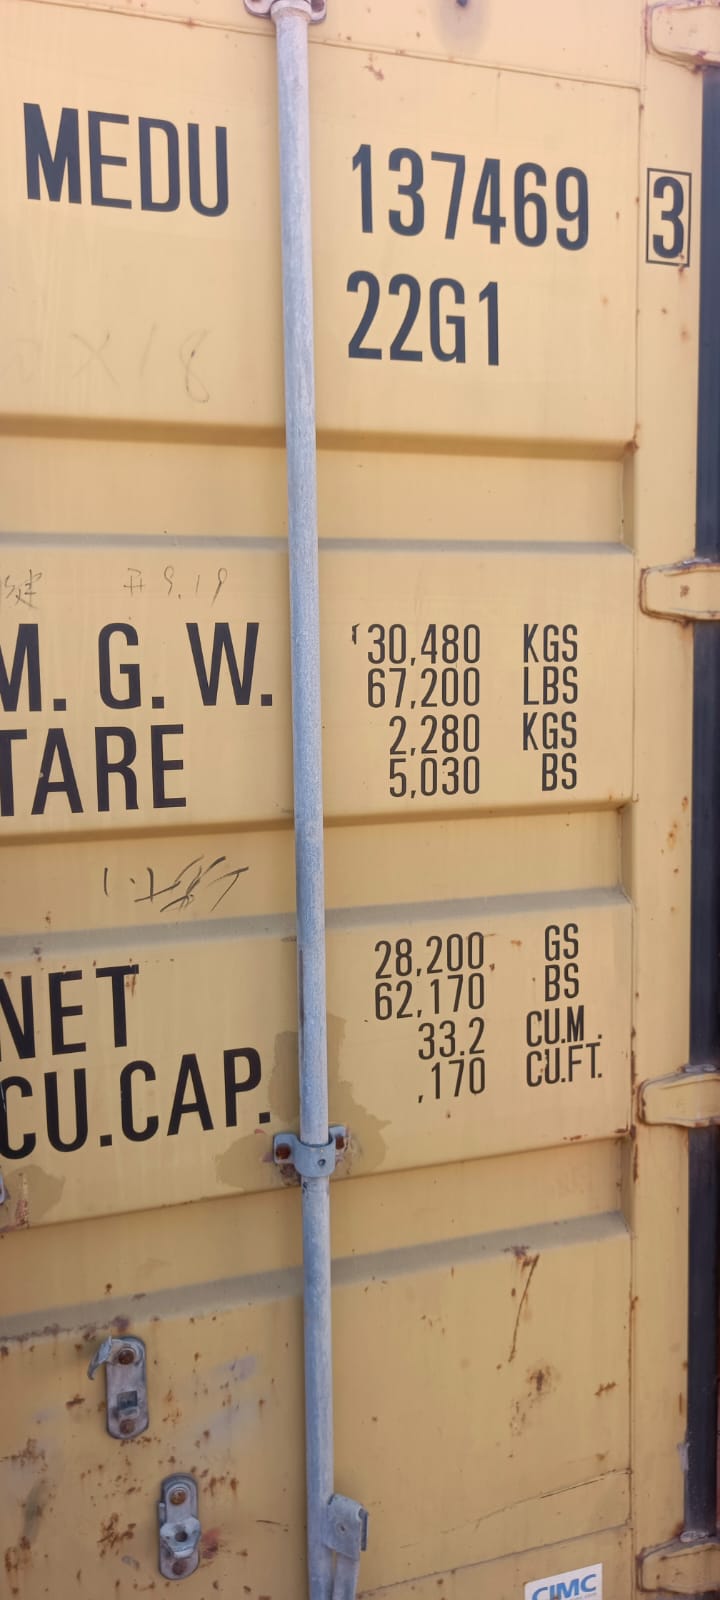 MEDU 137469 3
22G1
M. G. W. 30,480 KGS
67,200 LBS
TARE 2,280 KGS
5,030 BS
NET 28,200 GS
62,170 BS
CU.CAP. 33.2 CU.M.
,170 CU.FT.
CIMC